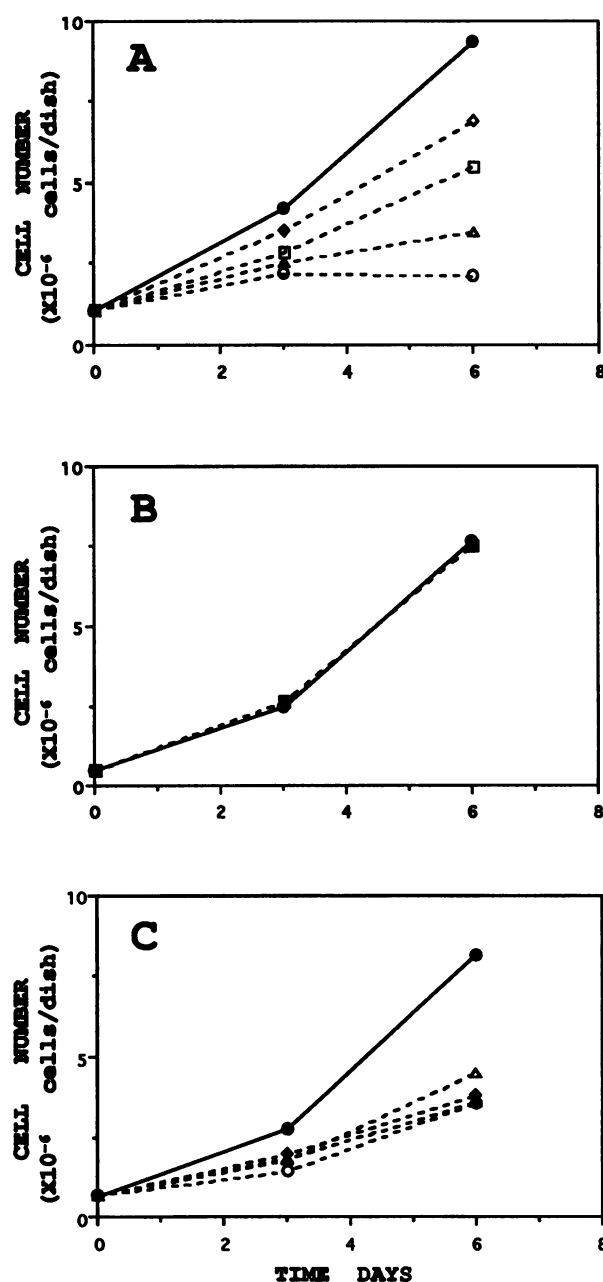 A
10
5
0
CELL NUMBER
(X10-6 cells/dish)
0 2 4 6 8
B
10
5
0
CELL NUMBER
(X10-6 cells/dish)
0 2 4 6 8
C
10
5
0
CELL NUMBER
(X10-6 cells/dish)
0 2 4 6 8
TIME DAYS